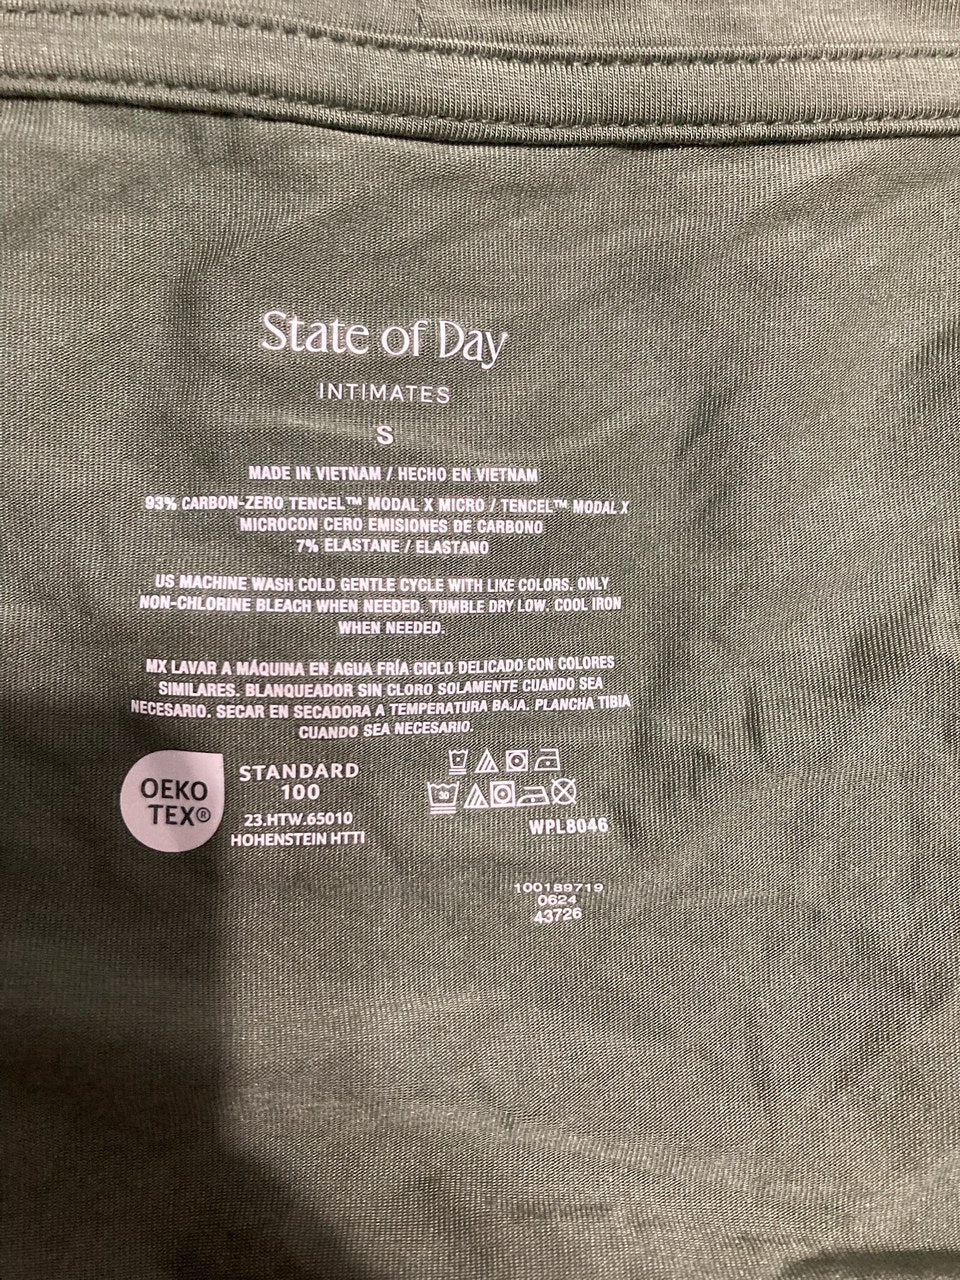 State of Day
INTIMATES
S
MADE IN VIETNAM / HECHO EN VIETNAM
93% CARBON-ZERO TENCEL™ MODAL X MICRO / TENCEL™ MODAL X
MICROCON CERO EMISIONES DE CARBONO
7% ELASTANE / ELASTANO
US MACHINE WASH COLD GENTLE CYCLE WITH LIKE COLORS. ONLY
NON-CHLORINE BLEACH WHEN NEEDED. TUMBLE DRY LOW. COOL IRON
WHEN NEEDED.
MX LAVAR A MÁQUINA EN AGUA FRÍA CICLO DELICADO CON COLORES
SIMILARES. BLANQUEADOR SIN CLORO SOLAMENTE CUANDO SEA
NECESARIO. SECAR EN SECADORA A TEMPERATURA BAJA. PLANCHA TIBIA
CUANDO SEA NECESARIO.
OEKO
TEX®
STANDARD
100
23.HTW.65010
HOHENSTEIN HTTI
30
WPL8046
100189719
0624
43726